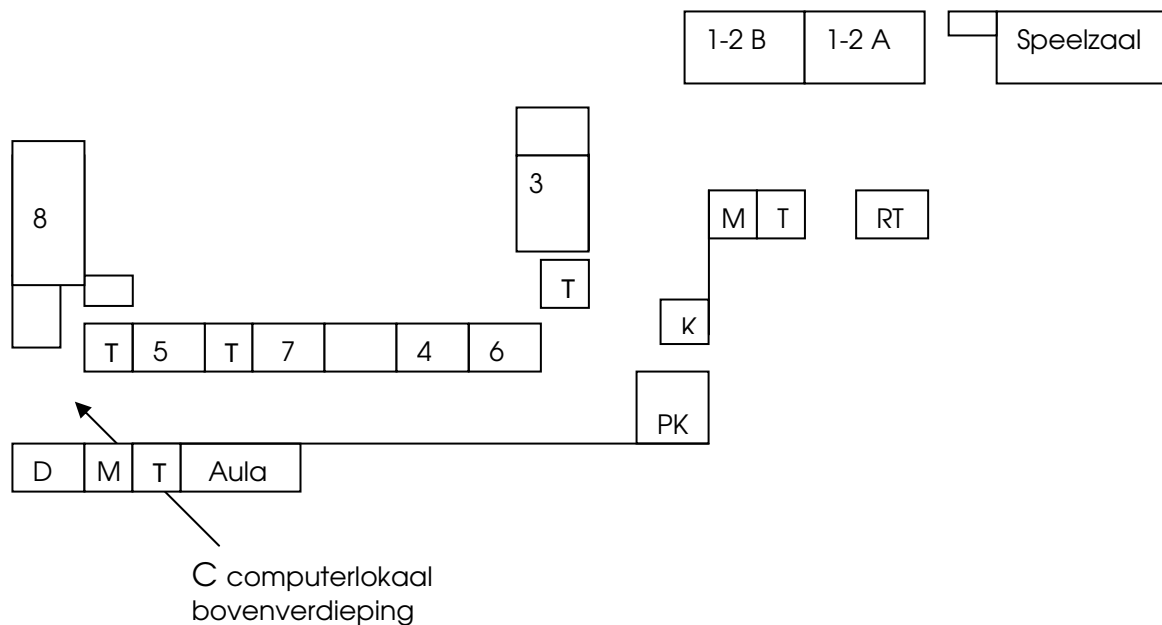 1-2 B 1-2 A Speelzaal
3
8 M T RT
T
K
T 5 T 7 4 6
PK
D M T Aula
C computerlokaal
bovenverdieping